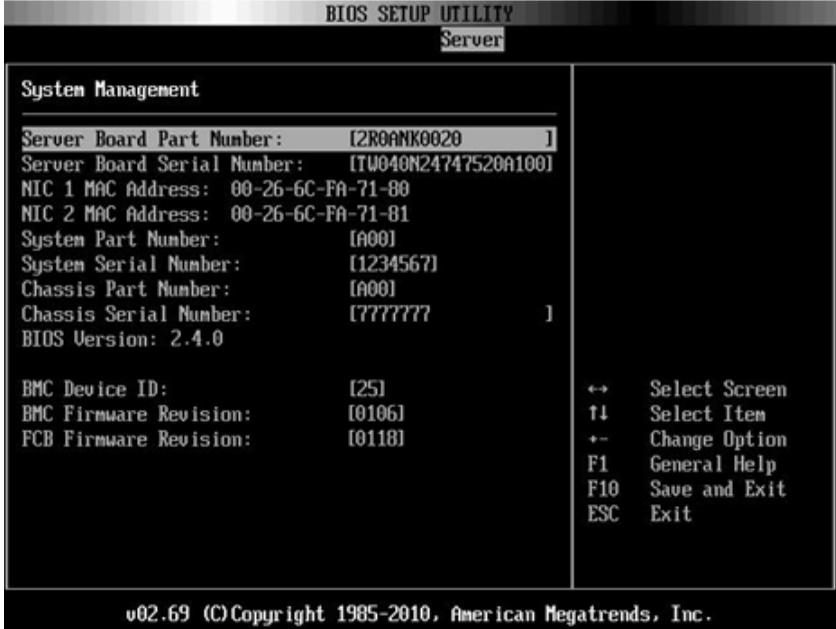 BIOS SETUP UTILITY
Server
System Management
Server Board Part Number: [2R0ANK0020 ]
Server Board Serial Number: [TW040N24747520A100]
NIC 1 MAC Address: 00-26-6C-FA-71-80
NIC 2 MAC Address: 00-26-6C-FA-71-81
System Part Number: [A00]
System Serial Number: [1234567]
Chassis Part Number: [A00]
Chassis Serial Number: [7777777 ]
BIOS Version: 2.4.0
BMC Device ID: [25]
BMC Firmware Revision: [0106]
FCB Firmware Revision: [0118]
↔ Select Screen
↑↓ Select Item
+- Change Option
F1 General Help
F10 Save and Exit
ESC Exit
v02.69 (C)Copyright 1985-2010, American Megatrends, Inc.